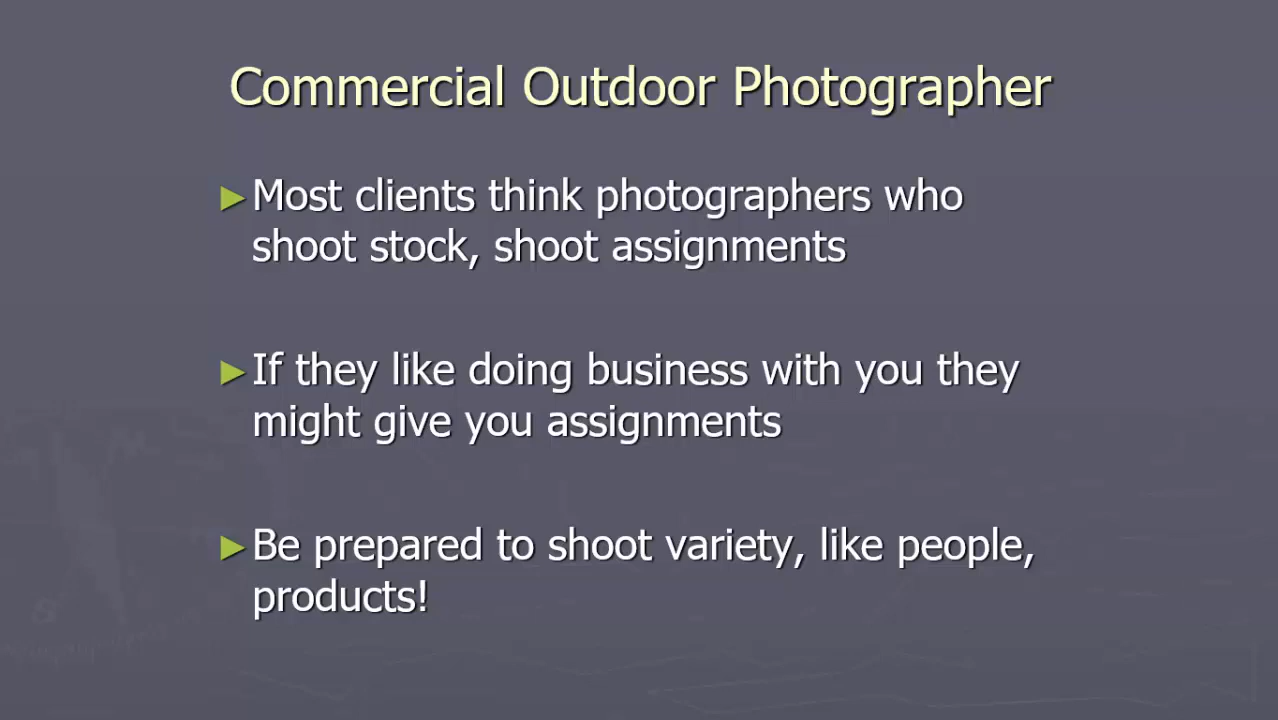 Commercial Outdoor Photographer
►Most clients think photographers who
shoot stock, shoot assignments
►If they like doing business with you they
might give you assignments
►Be prepared to shoot variety, like people,
products!